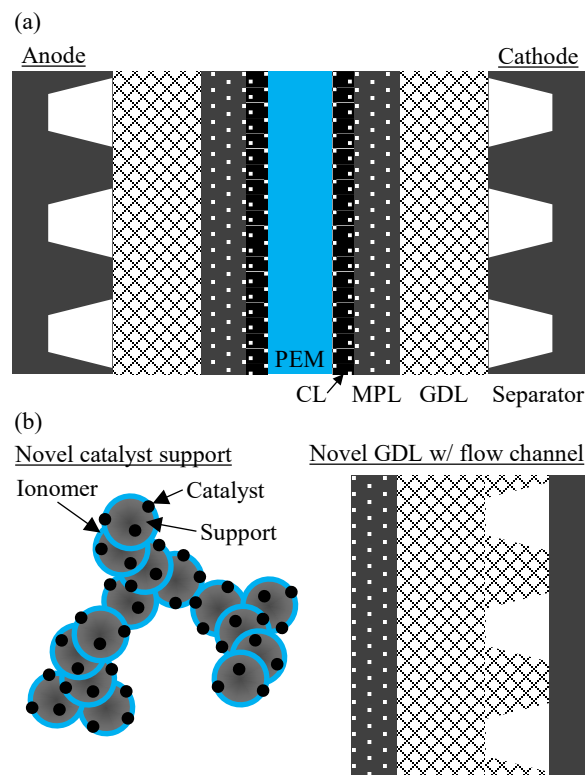 (a)
Anode Cathode
PEM
CL MPL GDL Separator
(b)
Novel catalyst support Novel GDL w/ flow channel
Ionomer Catalyst
Support